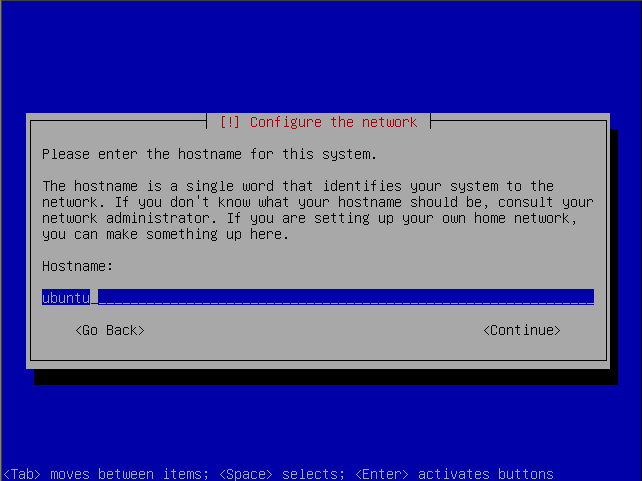 [!] Configure the network
Please enter the hostname for this system.
The hostname is a single word that identifies your system to the
network. If you don't know what your hostname should be, consult your
network administrator. If you are setting up your own home network,
you can make something up here.
Hostname:
ubuntu
<Go Back> <Continue>
<Tab> moves between items; <Space> selects; <Enter> activates buttons